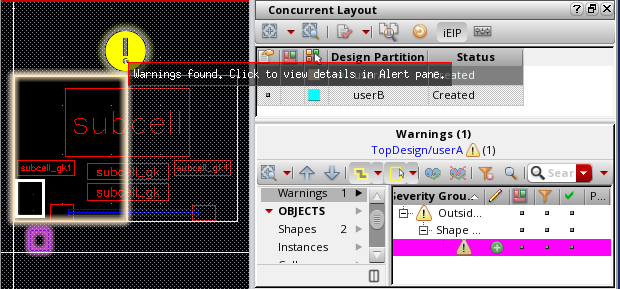 Concurrent Layout
iEIP
Design Partition
Status
Created
userB
Created
Warnings found. Click to view details in Alert pane.
subcell
subcell_gk1
subcell_gk
subcell_gk1
subcell_gk
Warnings (1)
TopDesign/userA (1)
Sear
Warnings 1
OBJECTS
Shapes 2
Instances
Severity Grou...
P...
Outsid...
Shape ...